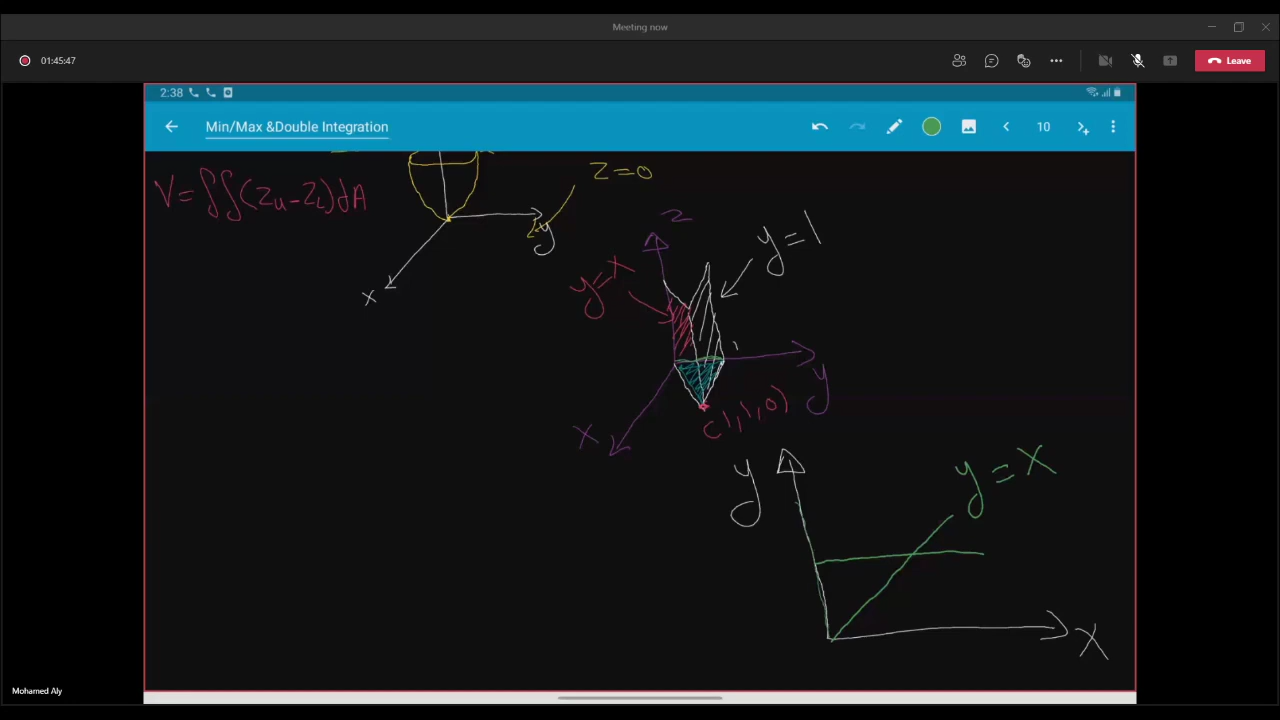 Meeting now
01:45:47
Leave
2:38
Min/Max &Double Integration
10
V = ∬(Zu - ZL)dA
z=0
y
x
z
y=1
y=x
y
x
(1,1,0)
y
y=x
x
Mohamed Aly